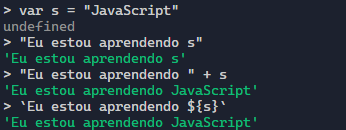 > var s = "JavaScript"
undefined
> "Eu estou aprendendo s"
'Eu estou aprendendo s'
> "Eu estou aprendendo " + s
'Eu estou aprendendo JavaScript'
> `Eu estou aprendendo ${s}`
'Eu estou aprendendo JavaScript'